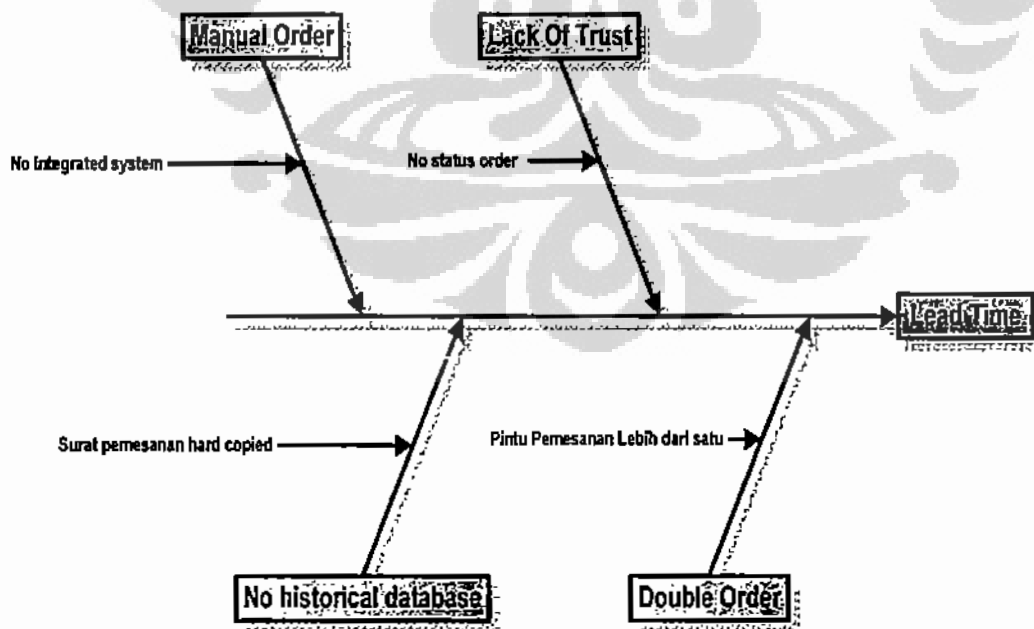 Manual Order
Lack Of Trust
No integrated system
No status order
Lead Time
Surat pemesanan hard copied
Pintu Pemesanan Lebih dari satu
No historical database
Double Order